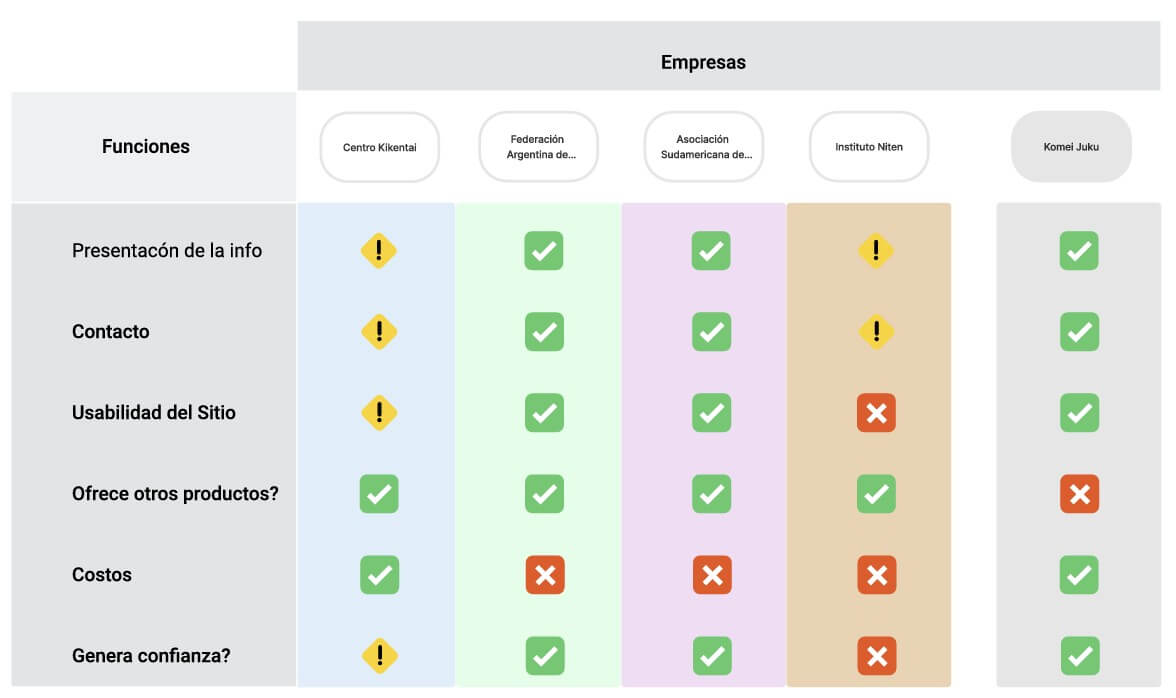 Empresas
Funciones
Centro Kikentai
Federación
Argentina de...
Asociación
Sudamericana de...
Instituto Niten
Komei Juku
Presentacón de la info
Contacto
Usabilidad del Sitio
Ofrece otros productos?
Costos
Genera confianza?